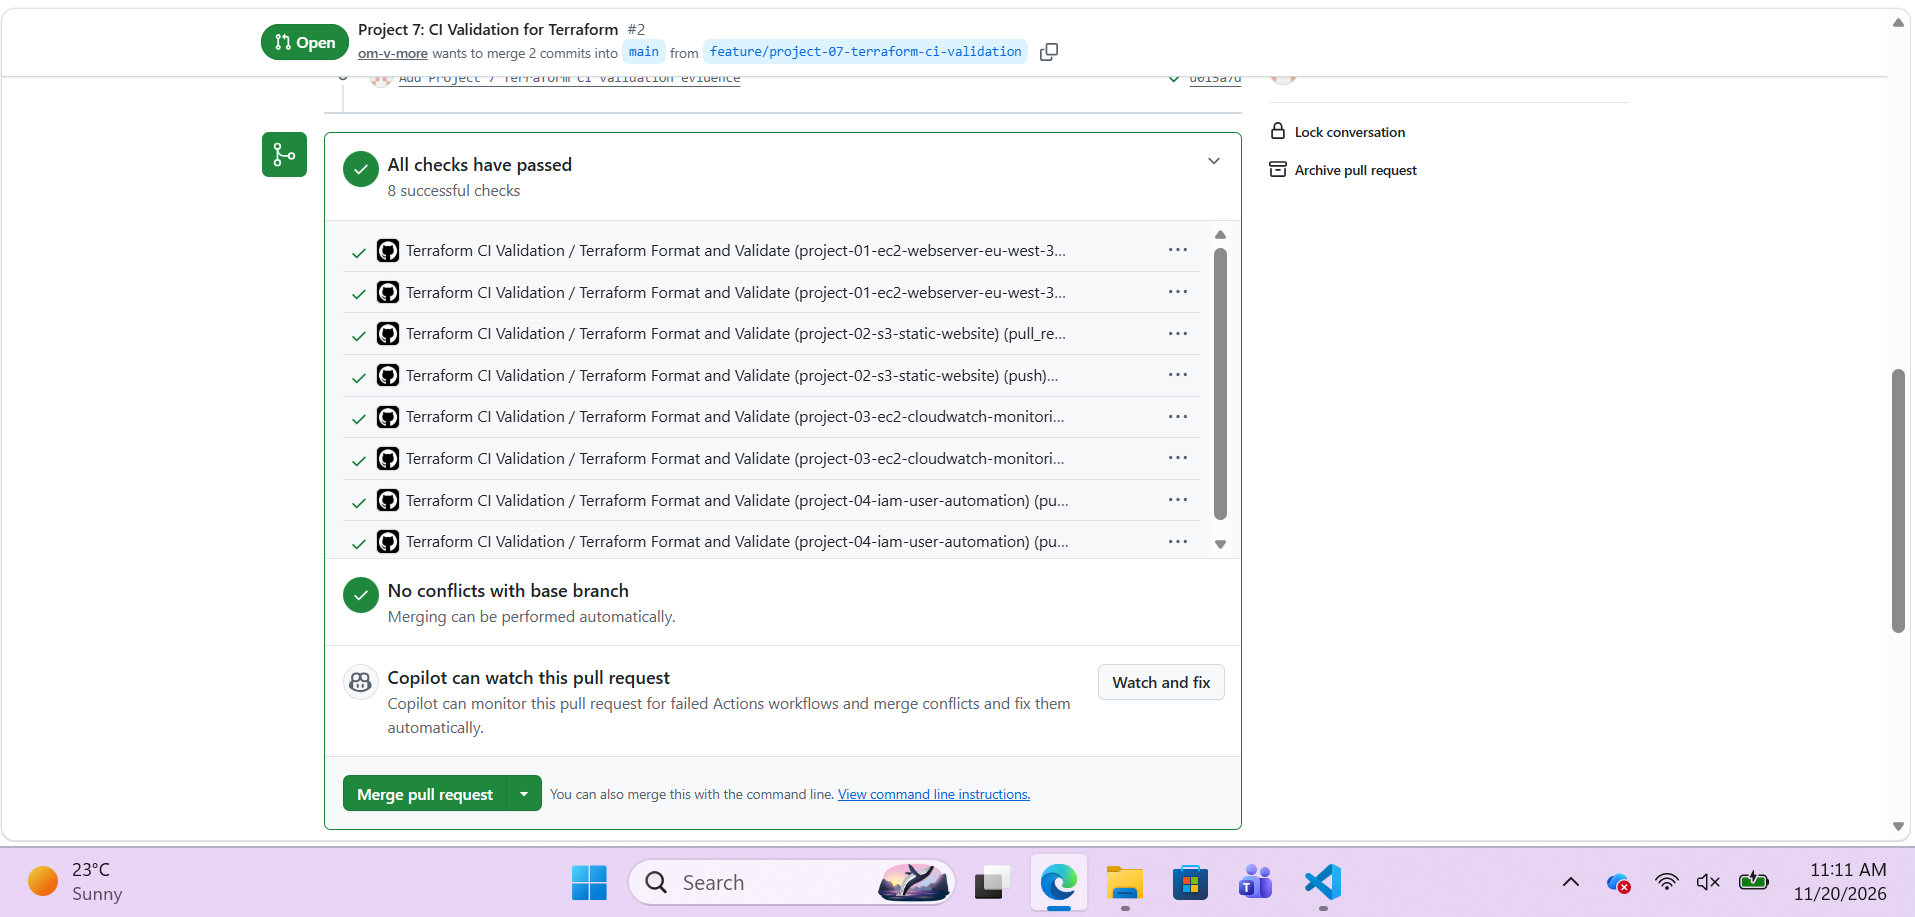 Open
Project 7: CI Validation for Terraform #2
om-v-more wants to merge 2 commits into main from feature/project-07-terraform-ci-validation
Add Project 7 Terraform CI validation evidence
Lock conversation
Archive pull request
All checks have passed
8 successful checks
Terraform CI Validation / Terraform Format and Validate (project-01-ec2-webserver-eu-west-3...
Terraform CI Validation / Terraform Format and Validate (project-01-ec2-webserver-eu-west-3...
Terraform CI Validation / Terraform Format and Validate (project-02-s3-static-website) (pull_re...
Terraform CI Validation / Terraform Format and Validate (project-02-s3-static-website) (push)...
Terraform CI Validation / Terraform Format and Validate (project-03-ec2-cloudwatch-monitori...
Terraform CI Validation / Terraform Format and Validate (project-03-ec2-cloudwatch-monitori...
Terraform CI Validation / Terraform Format and Validate (project-04-iam-user-automation) (pu...
Terraform CI Validation / Terraform Format and Validate (project-04-iam-user-automation) (pu...
No conflicts with base branch
Merging can be performed automatically.
Copilot can watch this pull request
Copilot can monitor this pull request for failed Actions workflows and merge conflicts and fix them
automatically.
Watch and fix
Merge pull request
You can also merge this with the command line. View command line instructions.
23°C
Sunny
Search
11:11 AM
11/20/2026